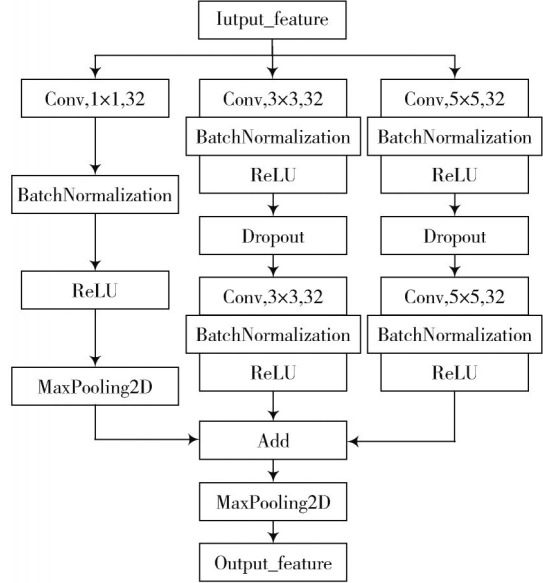 Iutput_feature
Conv,1×1,32
BatchNormalization
ReLU
MaxPooling2D
Conv,3×3,32
BatchNormalization
ReLU
Dropout
Conv,3×3,32
BatchNormalization
ReLU
Conv,5×5,32
BatchNormalization
ReLU
Dropout
Conv,5×5,32
BatchNormalization
ReLU
Add
MaxPooling2D
Output_feature